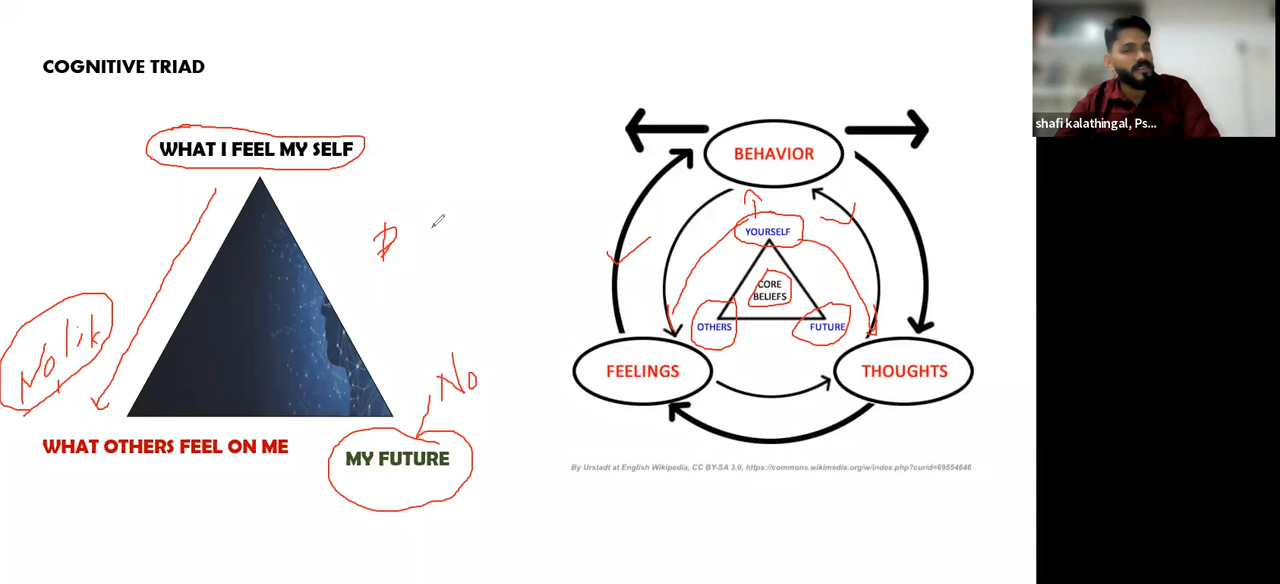 COGNITIVE TRIAD
WHAT I FEEL MY SELF
No lik
WHAT OTHERS FEEL ON ME
MY FUTURE
No
BEHAVIOR
YOURSELF
CORE
BELIEFS
OTHERS
FUTURE
FEELINGS
THOUGHTS
By Urstadt at English Wikipedia, CC BY-SA 3.0, https://commons.wikimedia.org/w/index.php?curid=69554646
shafi kalathingal, Ps...